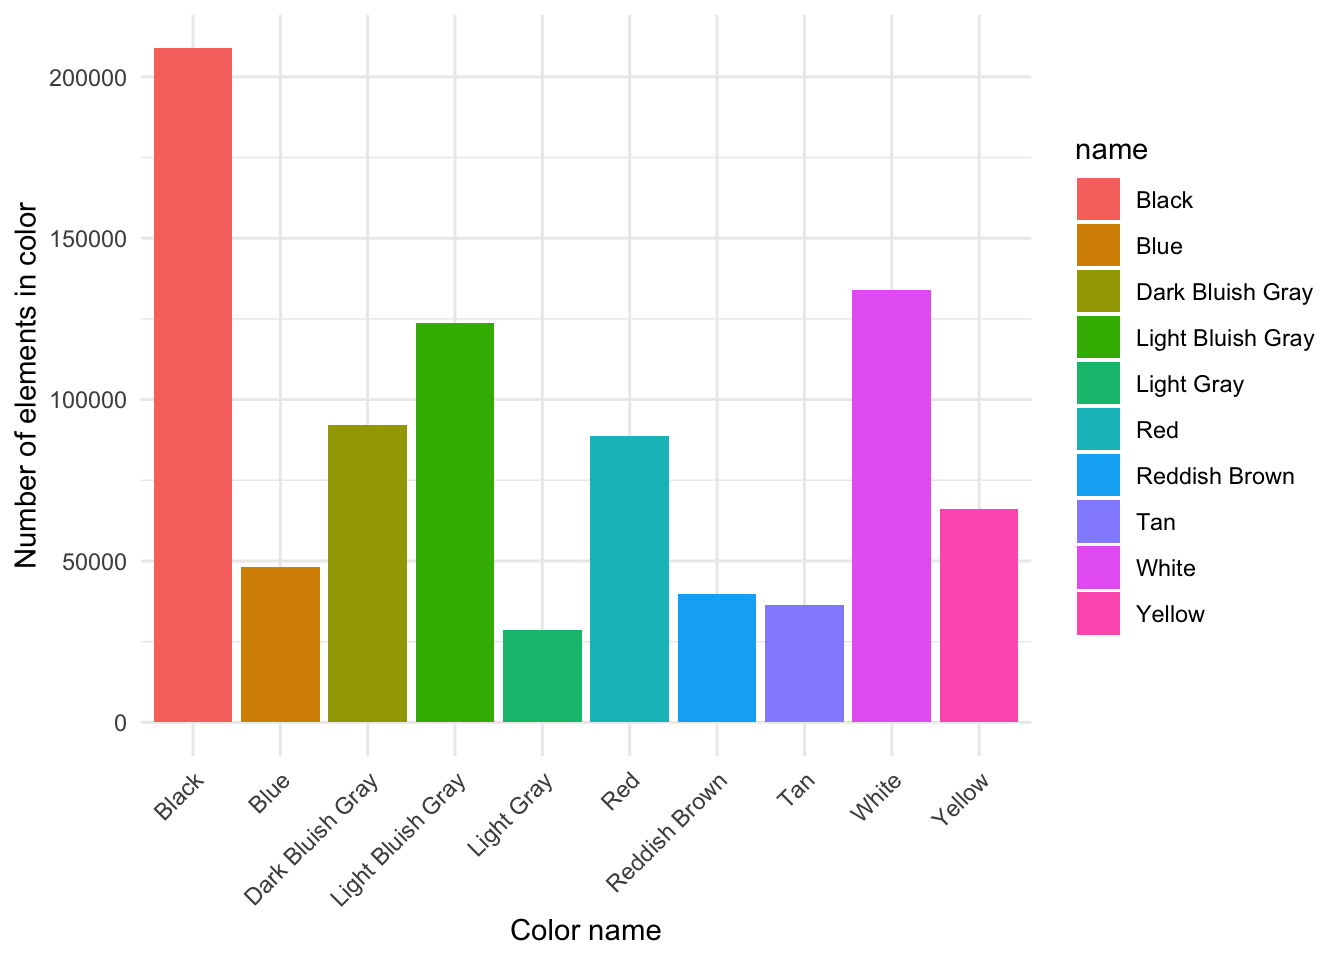 Number of elements in color
200000
150000
100000
50000
0
Black
Blue
Dark Bluish Gray
Light Bluish Gray
Light Gray
Red
Reddish Brown
Tan
White
Yellow
Color name
name
Black
Blue
Dark Bluish Gray
Light Bluish Gray
Light Gray
Red
Reddish Brown
Tan
White
Yellow